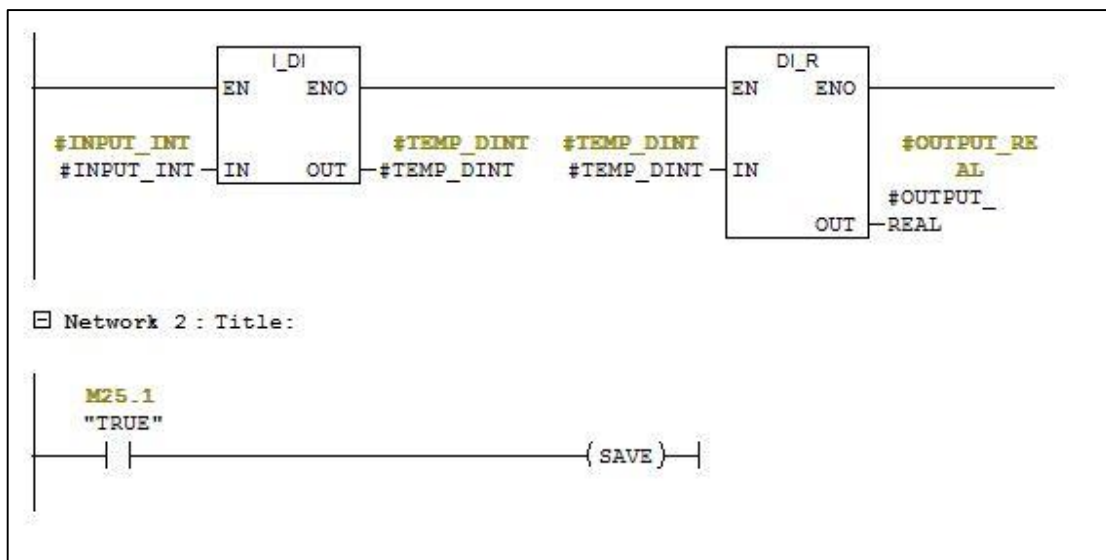 I_DI
EN ENO
#INPUT_INT
#INPUT_INT IN OUT
#TEMP_DINT
#TEMP_DINT
DI_R
EN ENO
#TEMP_DINT
#TEMP_DINT IN
#OUTPUT_RE
AL
#OUTPUT_
OUT REAL
Network 2 : Title:
M25.1
"TRUE"
SAVE